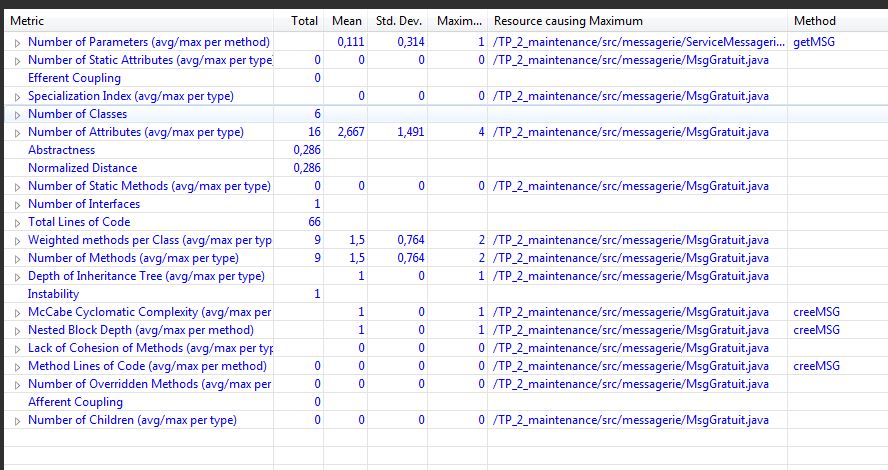 Metric Total Mean Std. Dev. Maxim... Resource causing Maximum Method
Number of Parameters (avg/max per method) 0,111 0,314 1 /TP_2_maintenance/src/messagerie/ServiceMessageri... getMSG
Number of Static Attributes (avg/max per type) 0 0 0 0 /TP_2_maintenance/src/messagerie/MsgGratuit.java
Efferent Coupling 0
Specialization Index (avg/max per type) 0 0 0 /TP_2_maintenance/src/messagerie/MsgGratuit.java
Number of Classes 6
Number of Attributes (avg/max per type) 16 2,667 1,491 4 /TP_2_maintenance/src/messagerie/MsgGratuit.java
Abstractness 0,286
Normalized Distance 0,286
Number of Static Methods (avg/max per type) 0 0 0 0 /TP_2_maintenance/src/messagerie/MsgGratuit.java
Number of Interfaces 1
Total Lines of Code 66
Weighted methods per Class (avg/max per typ 9 1,5 0,764 2 /TP_2_maintenance/src/messagerie/MsgGratuit.java
Number of Methods (avg/max per type) 9 1,5 0,764 2 /TP_2_maintenance/src/messagerie/MsgGratuit.java
Depth of Inheritance Tree (avg/max per type) 1 0 1 /TP_2_maintenance/src/messagerie/MsgGratuit.java
Instability 1
McCabe Cyclomatic Complexity (avg/max per 1 0 1 /TP_2_maintenance/src/messagerie/MsgGratuit.java creeMSG
Nested Block Depth (avg/max per method) 1 0 1 /TP_2_maintenance/src/messagerie/MsgGratuit.java creeMSG
Lack of Cohesion of Methods (avg/max per typ 0 0 0 /TP_2_maintenance/src/messagerie/MsgGratuit.java
Method Lines of Code (avg/max per method) 0 0 0 0 /TP_2_maintenance/src/messagerie/MsgGratuit.java creeMSG
Number of Overridden Methods (avg/max per 0 0 0 0 /TP_2_maintenance/src/messagerie/MsgGratuit.java
Afferent Coupling 0
Number of Children (avg/max per type) 0 0 0 0 /TP_2_maintenance/src/messagerie/MsgGratuit.java